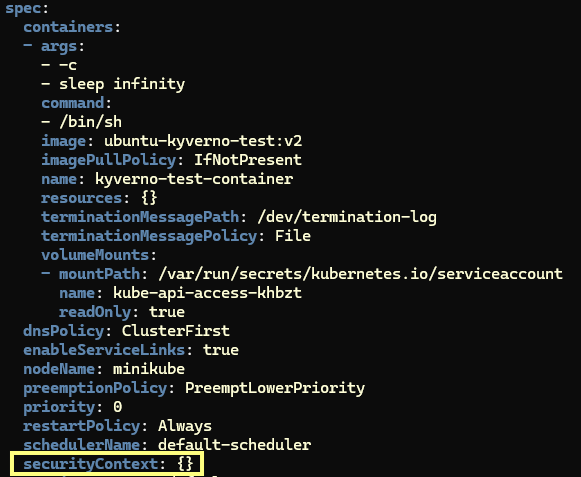 spec:
  containers:
  - args:
    - -c
    - sleep infinity
    command:
    - /bin/sh
    image: ubuntu-kyverno-test:v2
    imagePullPolicy: IfNotPresent
    name: kyverno-test-container
    resources: {}
    terminationMessagePath: /dev/termination-log
    terminationMessagePolicy: File
    volumeMounts:
    - mountPath: /var/run/secrets/kubernetes.io/serviceaccount
      name: kube-api-access-khbzt
      readOnly: true
  dnsPolicy: ClusterFirst
  enableServiceLinks: true
  nodeName: minikube
  preemptionPolicy: PreemptLowerPriority
  priority: 0
  restartPolicy: Always
  schedulerName: default-scheduler
  securityContext: {}